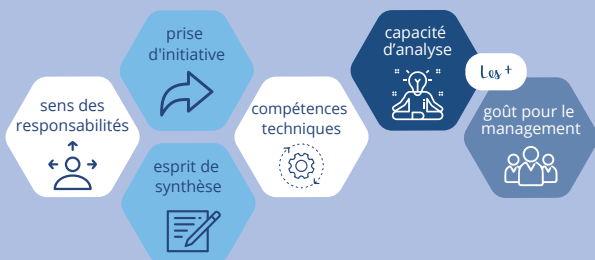 sens des
responsabilités
prise
d'initiative
esprit de
synthèse
compétences
techniques
capacité
d'analyse
Les +
goût pour le
management